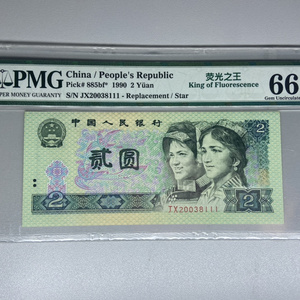 PMG
PAPER MONEY GUARANTY
China / People's Republic
Pick# 885bf* 1990 2 Yüan
S/N JX20038111 - Replacement / Star
荧光之王
King of Fluorescence
66
Gem Uncirculated
中国人民银行
贰圆
2
2
JX20038111